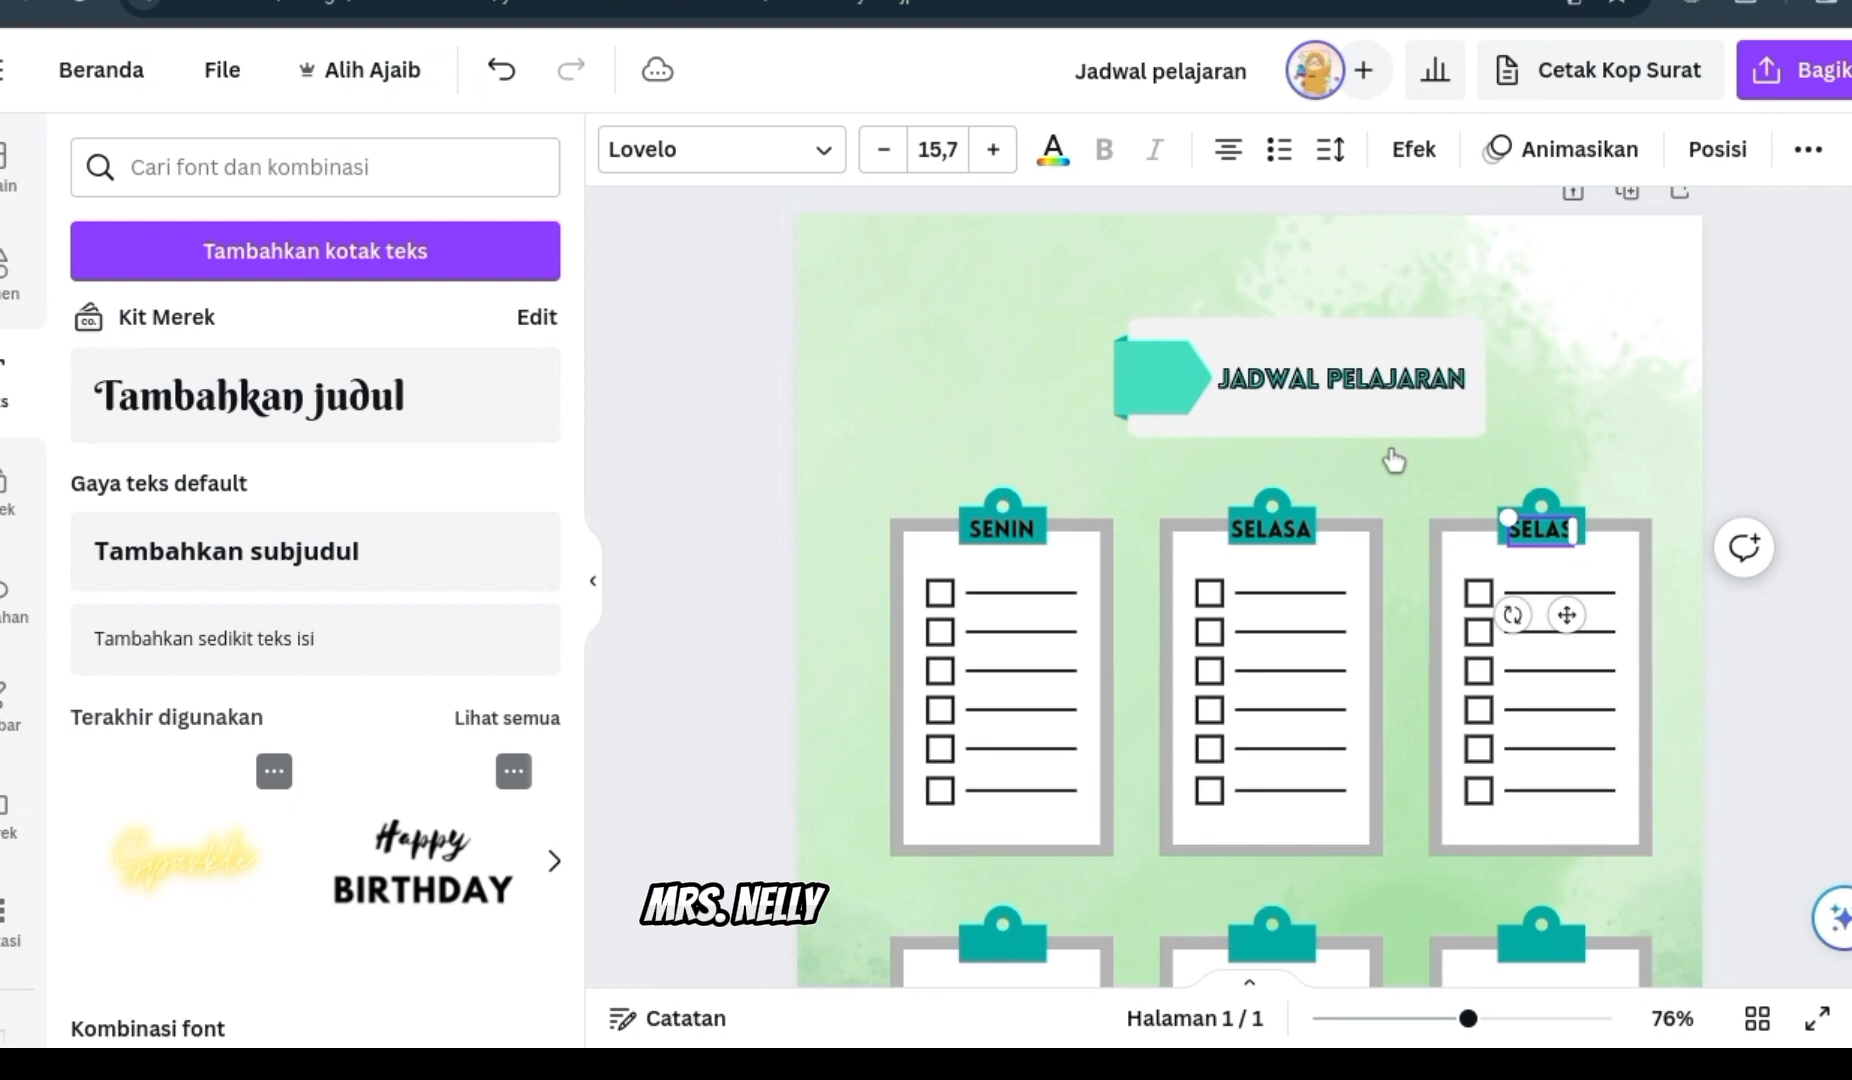 Beranda
File
Alih Ajaib
Jadwal pelajaran
Cetak Kop Surat
Lovelo
15,7
A
B
I
Efek
Animasikan
Posisi
Cari font dan kombinasi
Tambahkan kotak teks
CO.
Kit Merek
Edit
Tambahkan judul
Gaya teks default
Tambahkan subjudul
Tambahkan sedikit teks isi
Terakhir digunakan
Lihat semua
Sparkle
Happy
BIRTHDAY
Kombinasi font
JADWAL PELAJARAN
SENIN
SELASA
SELAS
MRS. NELLY
Catatan
Halaman 1 / 1
76%